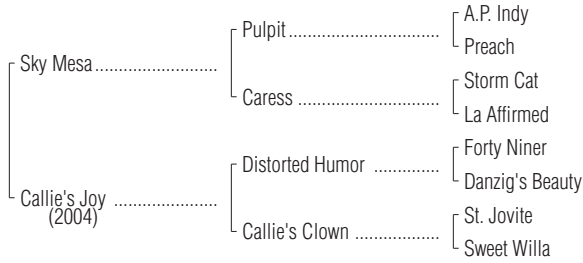 A.P. Indy
Pulpit
Preach
Sky Mesa
Storm Cat
Caress
La Affirmed
Forty Niner
Distorted Humor
Danzig's Beauty
Callie's Joy
(2004)
St. Jovite
Callie's Clown
Sweet Willa